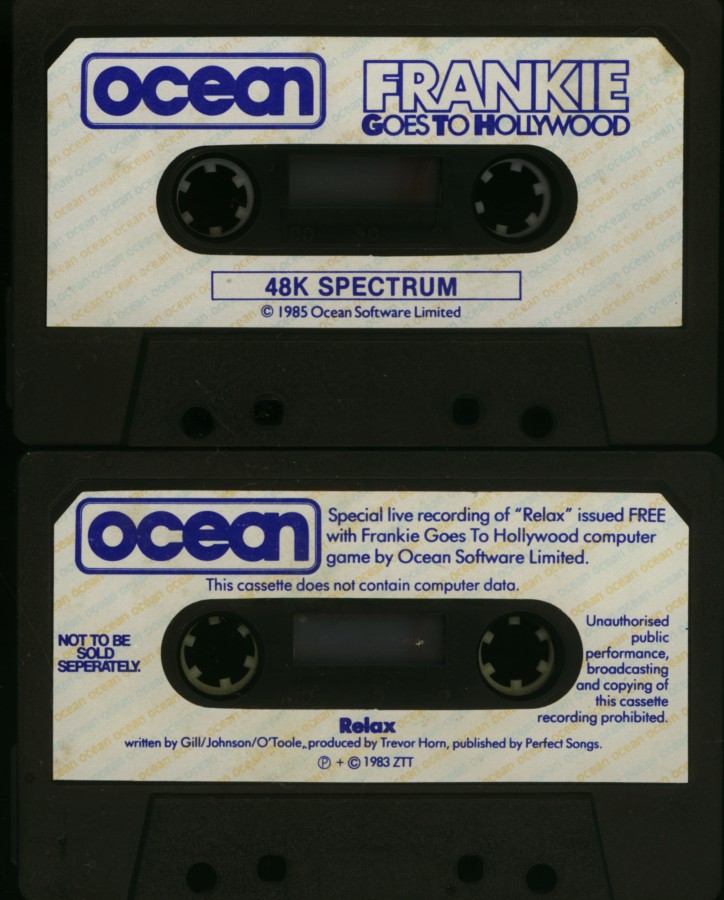 ocean
FRANKIE
GOES TO HOLLYWOOD
48K SPECTRUM
© 1985 Ocean Software Limited
ocean
Special live recording of “Relax” issued FREE
with Frankie Goes To Hollywood computer
game by Ocean Software Limited.
This cassette does not contain computer data.
NOT TO BE
SOLD
SEPERATELY.
Unauthorised
public
performance,
broadcasting
and copying of
this cassette
recording prohibited.
Relax
written by Gill/Johnson/O'Toole, produced by Trevor Horn, published by Perfect Songs.
℗ + © 1983 ZTT